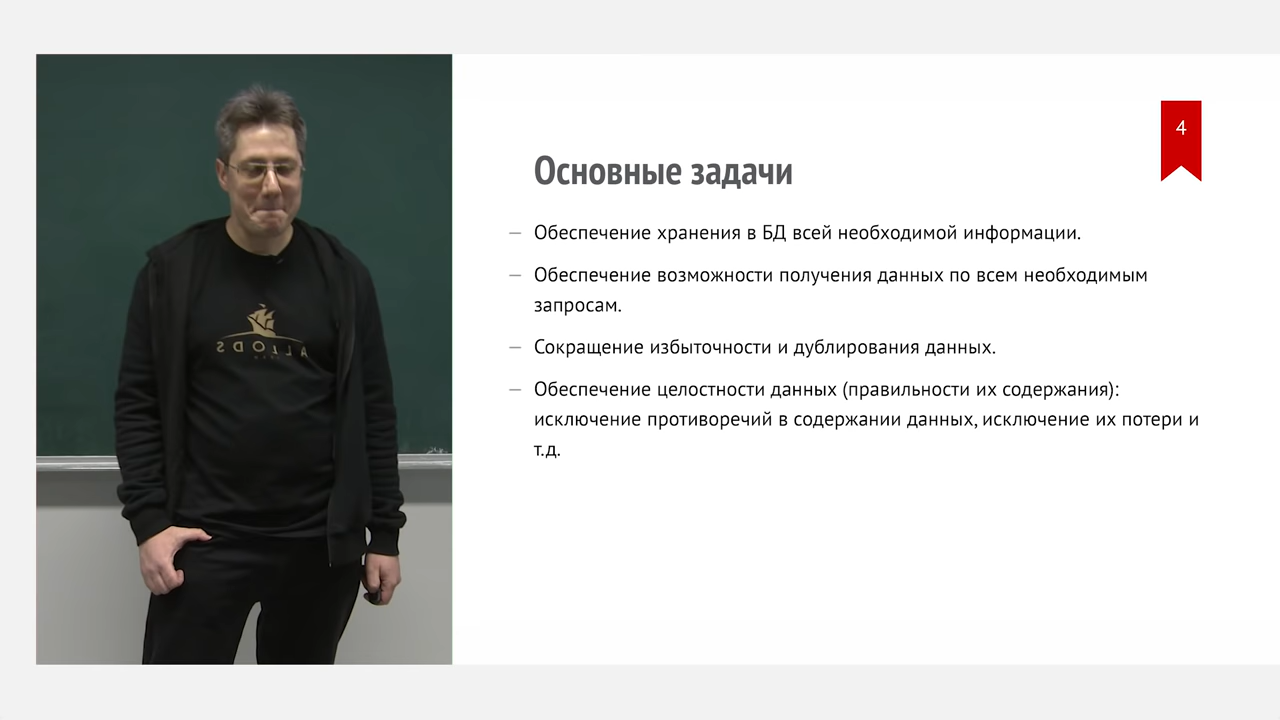 4
Основные задачи
— Обеспечение хранения в БД всей необходимой информации.
— Обеспечение возможности получения данных по всем необходимым
запросам.
— Сокращение избыточности и дублирования данных.
— Обеспечение целостности данных (правильности их содержания):
исключение противоречий в содержании данных, исключение их потери и
т.д.
ALLODS